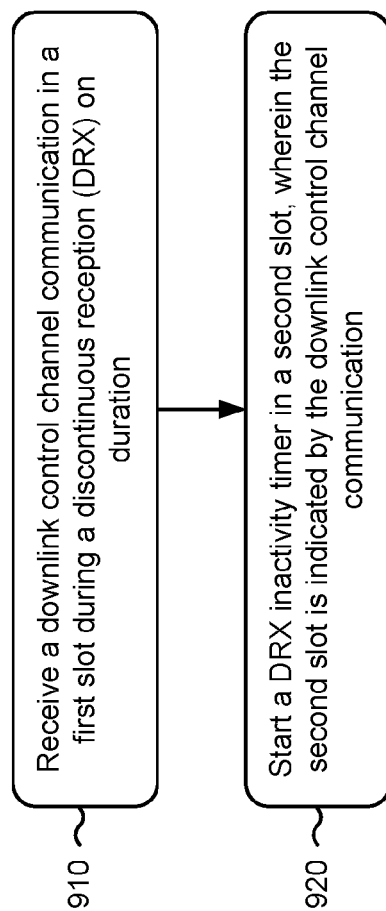 910
Receive a downlink control channel communication in a
first slot during a discontinuous reception (DRX) on
duration
920
Start a DRX inactivity timer in a second slot, wherein the
second slot is indicated by the downlink control channel
communication